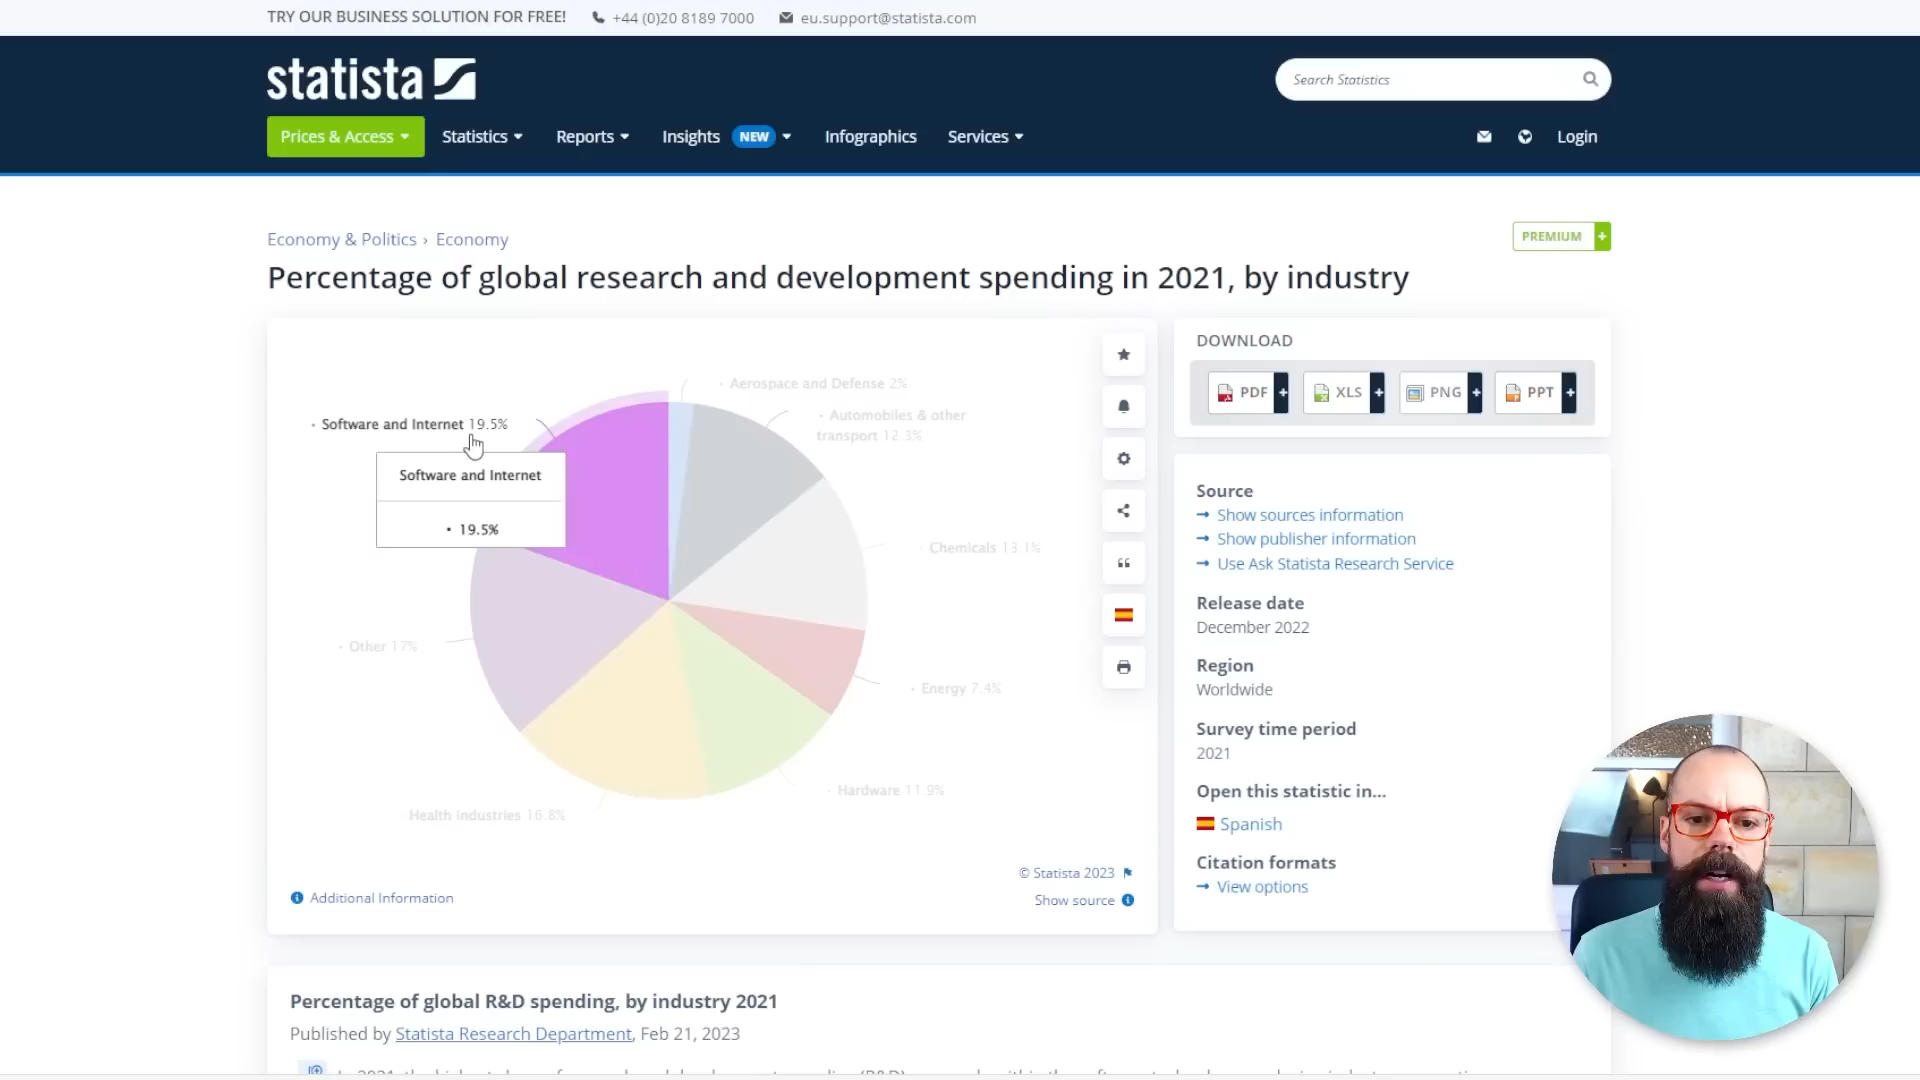 TRY OUR BUSINESS SOLUTION FOR FREE! +44 (0)20 8189 7000 eu.support@statista.com
statista
Search Statistics
Prices & Access Statistics Reports Insights NEW Infographics Services Login
Economy & Politics › Economy
PREMIUM +
Percentage of global research and development spending in 2021, by industry
DOWNLOAD
PDF + XLS + PNG + PPT +
Aerospace and Defense 2%
Automobiles & other
transport 12.3%
Software and Internet 19.5%
Software and Internet
• 19.5%
Chemicals 13.1%
Other 17%
Energy 7.4%
Hardware 11.9%
Health Industries 16.8%
© Statista 2023
Additional Information
Show source
Source
Show sources information
Show publisher information
Use Ask Statista Research Service
Release date
December 2022
Region
Worldwide
Survey time period
2021
Open this statistic in...
Spanish
Citation formats
View options
Percentage of global R&D spending, by industry 2021
Published by Statista Research Department, Feb 21, 2023